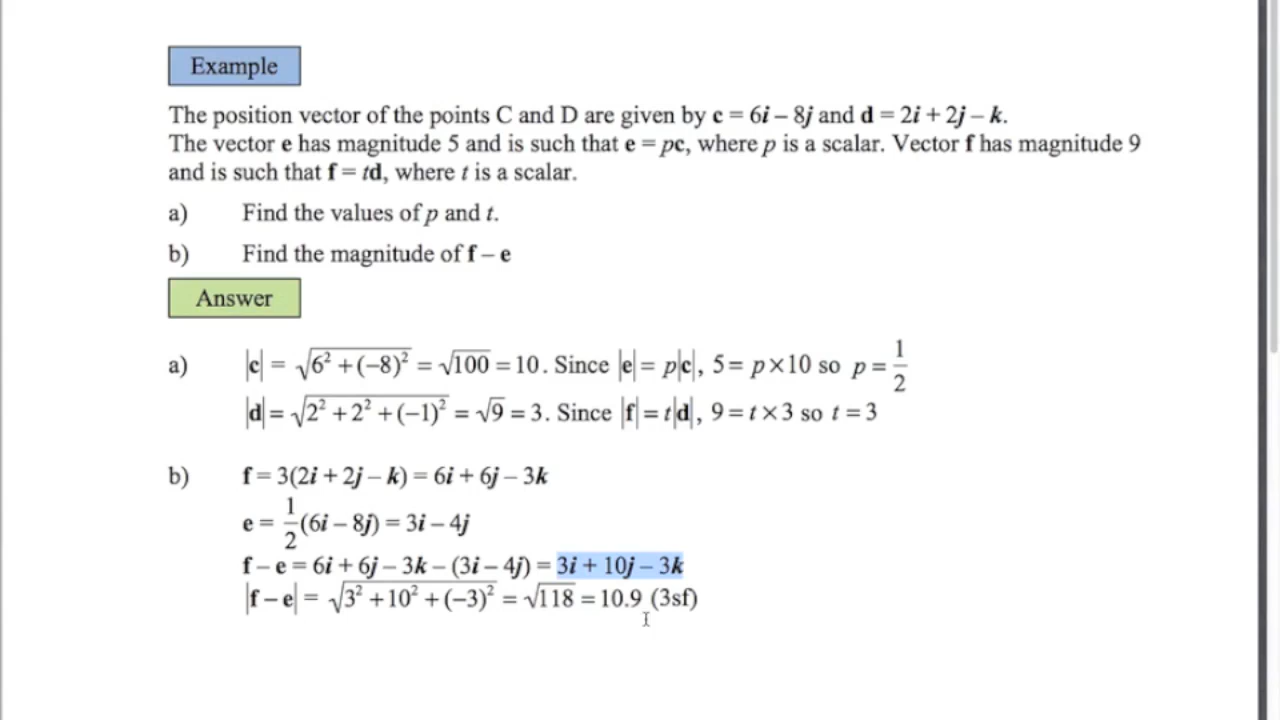 Example
The position vector of the points C and D are given by c = 6i – 8j and d = 2i + 2j – k.
The vector e has magnitude 5 and is such that e = pc, where p is a scalar. Vector f has magnitude 9
and is such that f = td, where t is a scalar.
a) Find the values of p and t.
b) Find the magnitude of f – e
Answer
a) |c| = √(6² + (–8)²) = √100 = 10. Since |e| = p|c|, 5 = p×10 so p = 1/2
|d| = √(2² + 2² + (–1)²) = √9 = 3. Since |f| = t|d|, 9 = t×3 so t = 3
b) f = 3(2i + 2j – k) = 6i + 6j – 3k
e = 1/2(6i – 8j) = 3i – 4j
f – e = 6i + 6j – 3k – (3i – 4j) = 3i + 10j – 3k
|f – e| = √(3² + 10² + (–3)²) = √118 = 10.9 (3sf)